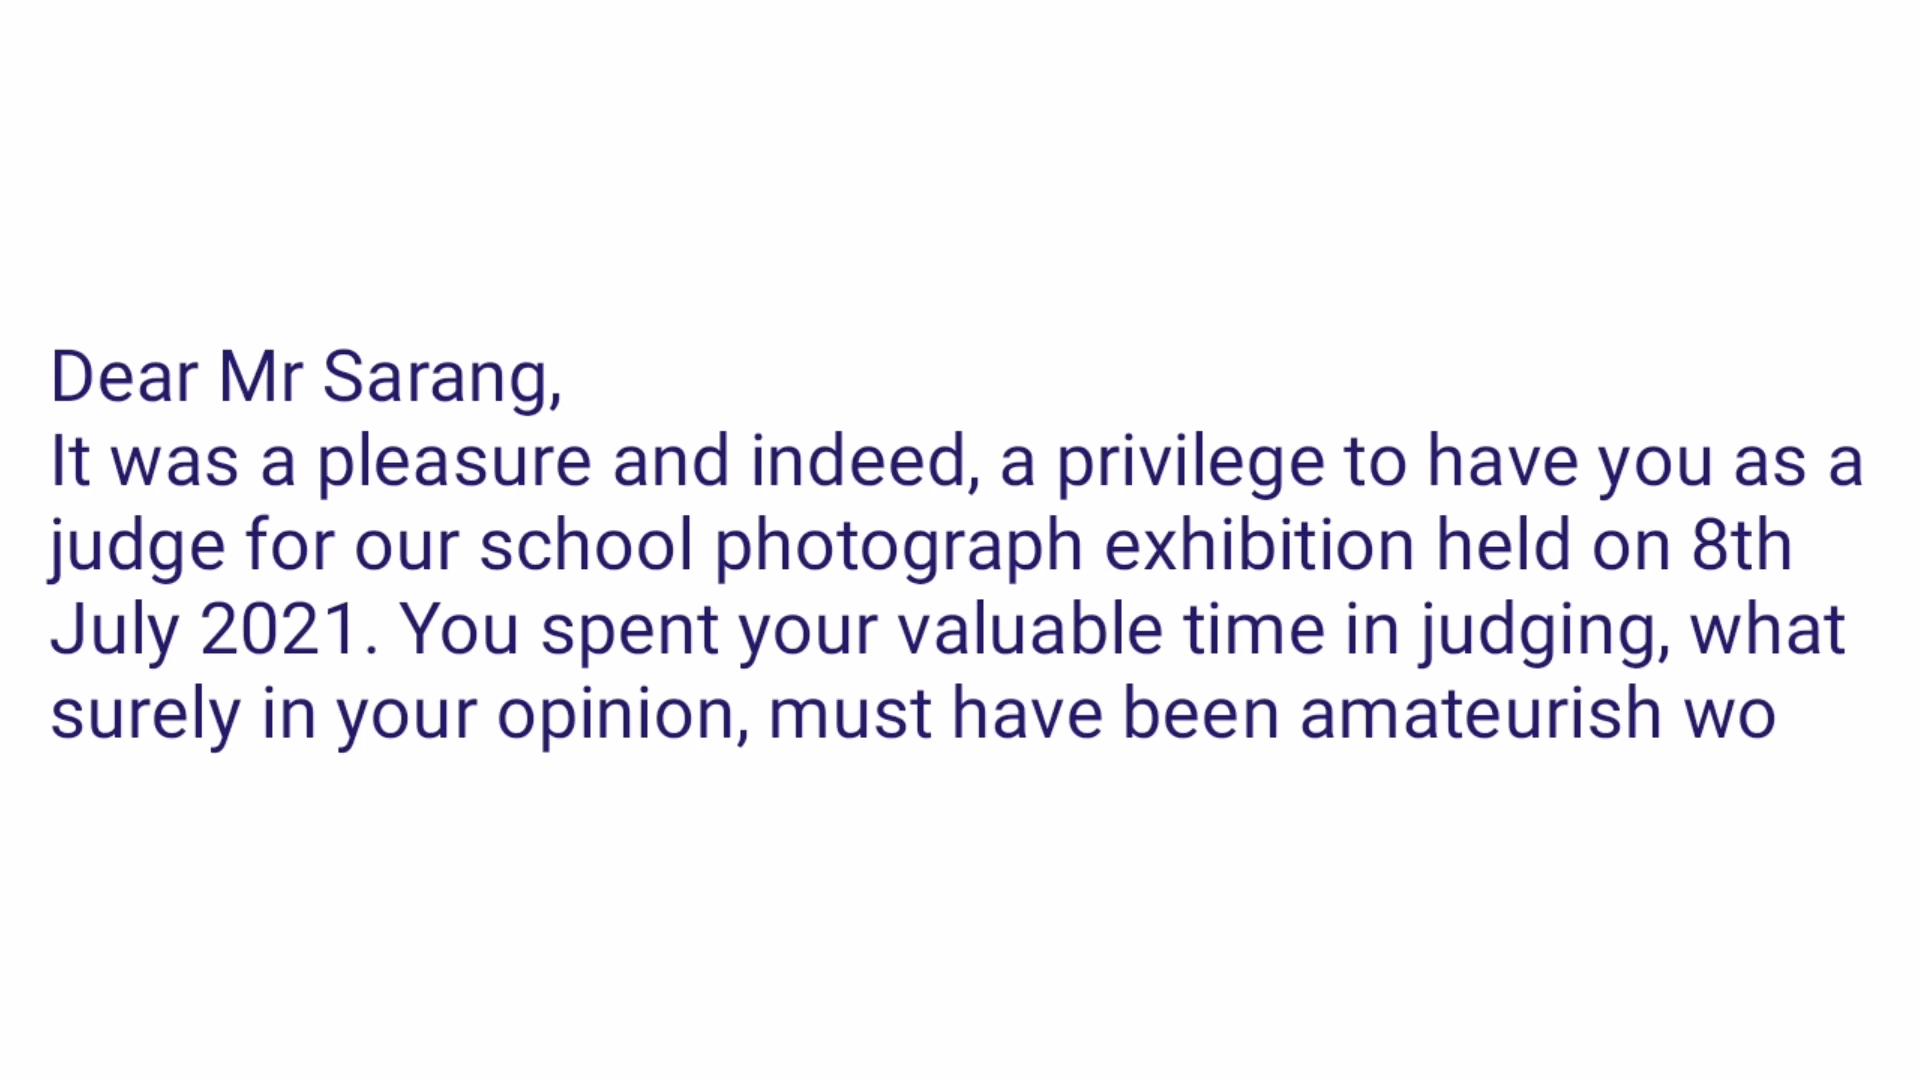 Dear Mr Sarang,
It was a pleasure and indeed, a privilege to have you as a
judge for our school photograph exhibition held on 8th
July 2021. You spent your valuable time in judging, what
surely in your opinion, must have been amateurish wo